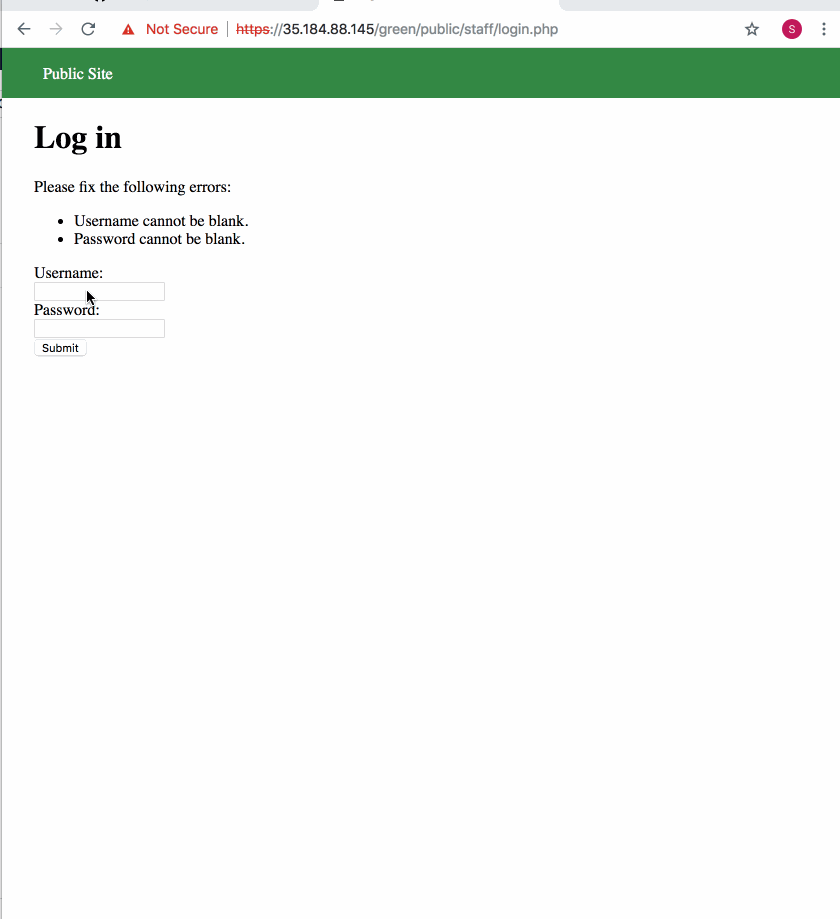 Not Secure | https://35.184.88.145/green/public/staff/login.php
S
Public Site
Log in
Please fix the following errors:
• Username cannot be blank.
• Password cannot be blank.
Username:
Password:
Submit